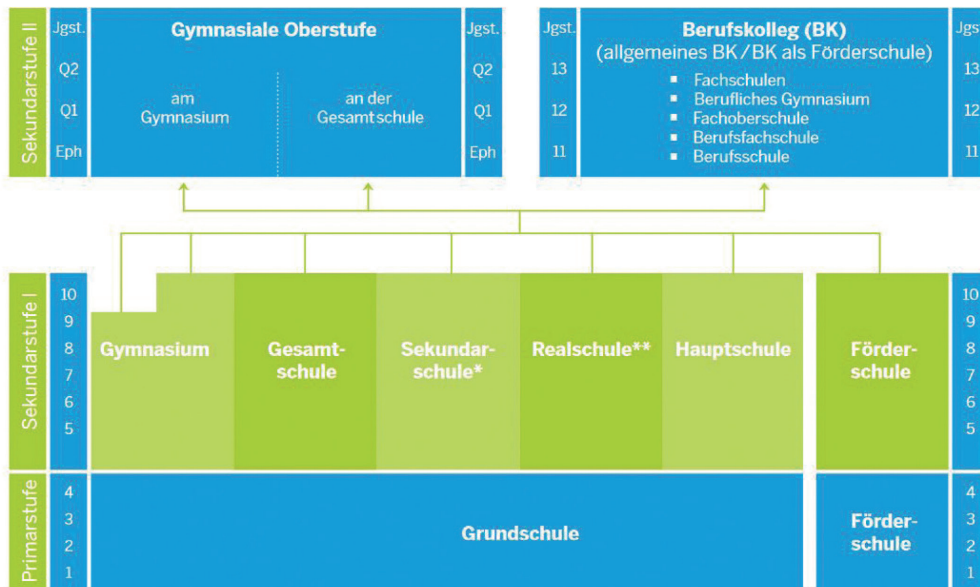 Sekundarstufe II
Jgst.
Q2
Q1
Eph
Gymnasiale Oberstufe
am
Gymnasium
an der
Gesamtschule
Jgst.
Q2
Q1
Eph
Jgst.
13
12
11
Berufskolleg (BK)
(allgemeines BK/BK als Förderschule)
▪ Fachschulen
▪ Berufliches Gymnasium
▪ Fachoberschule
▪ Berufsfachschule
▪ Berufsschule
Jgst.
13
12
11
Sekundarstufe I
10
9
8
7
6
5
Gymnasium
Gesamt-
schule
Sekundar-
schule*
Realschule**
Hauptschule
Förder-
schule
10
9
8
7
6
5
Primarstufe
4
3
2
1
Grundschule
Förder-
schule
4
3
2
1